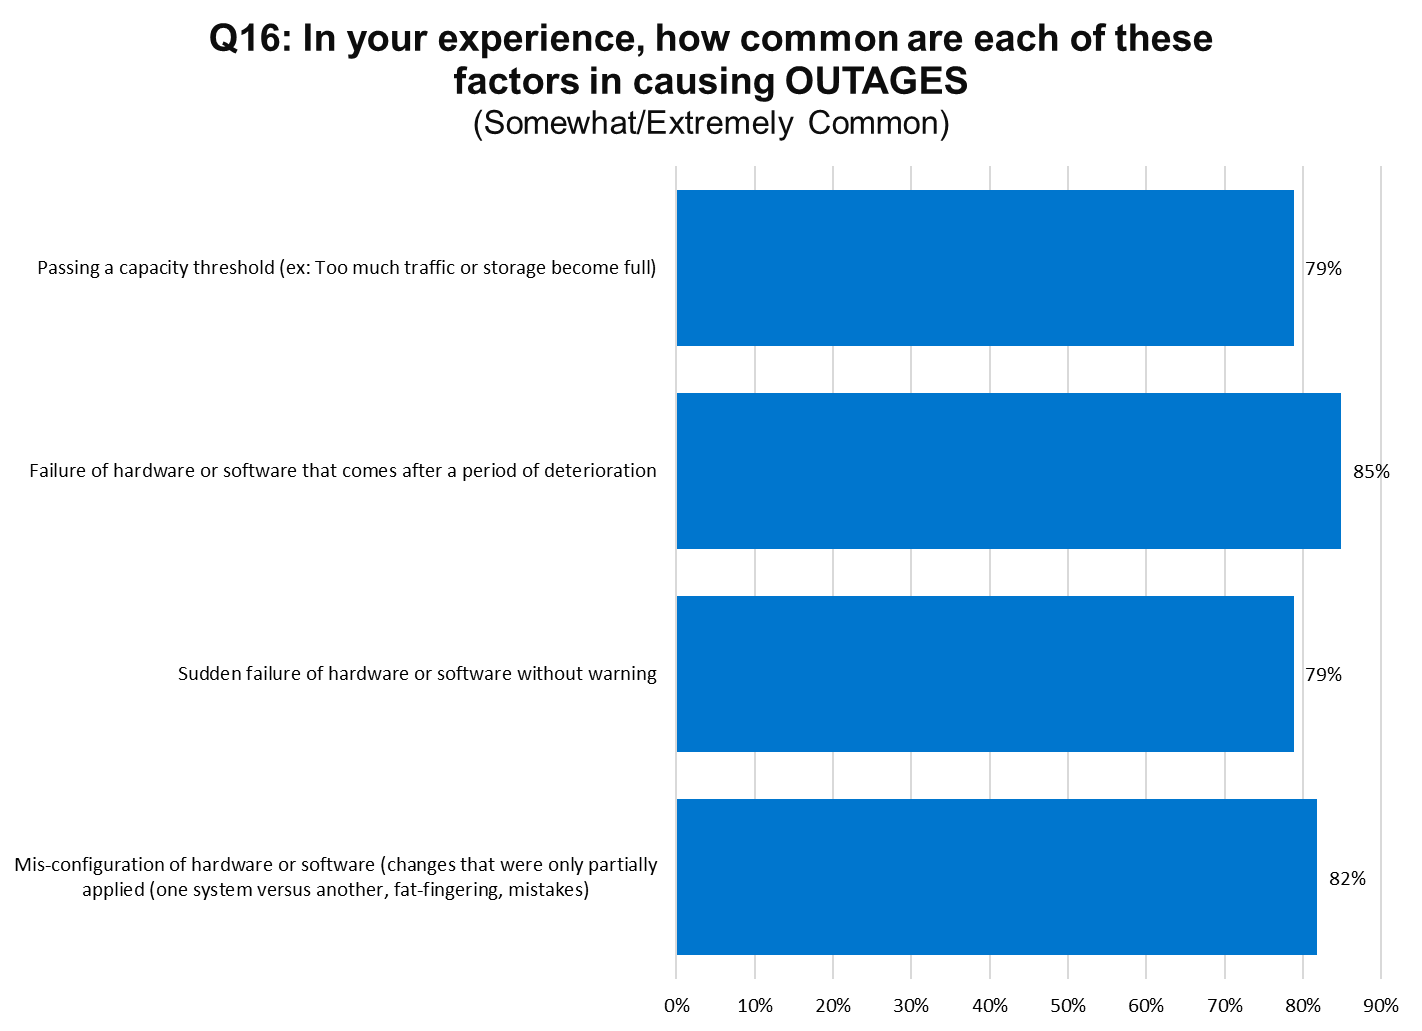 Q16: In your experience, how common are each of these
factors in causing OUTAGES
(Somewhat/Extremely Common)
Passing a capacity threshold (ex: Too much traffic or storage become full)
79%
Failure of hardware or software that comes after a period of deterioration
85%
Sudden failure of hardware or software without warning
79%
Mis-configuration of hardware or software (changes that were only partially
applied (one system versus another, fat-fingering, mistakes)
82%
0% 10% 20% 30% 40% 50% 60% 70% 80% 90%